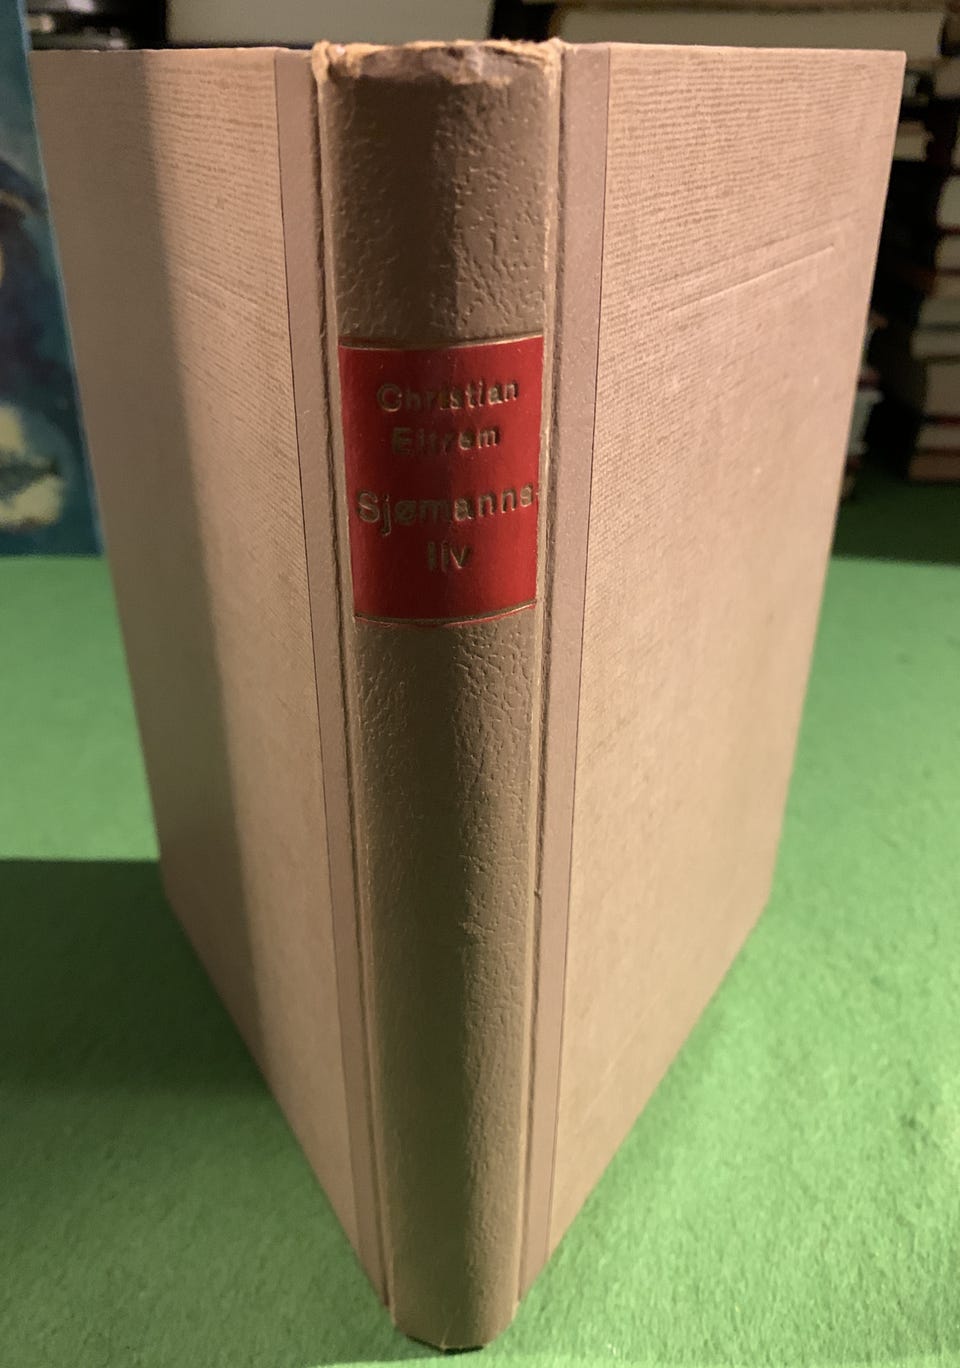 Christian
Eitrem
Sjømanns-
liv